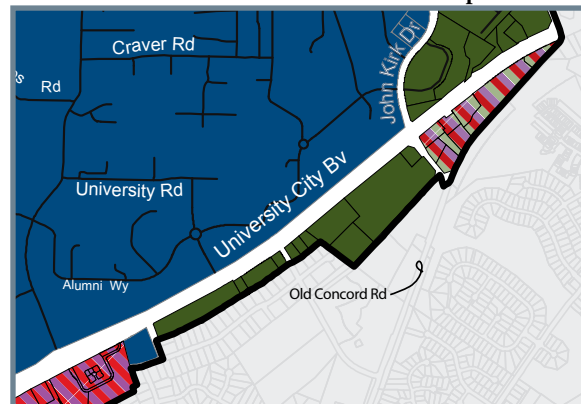 Craver Rd
John Kirk Dr
Rd
University Rd
University City Bv
Alumni Wy
Old Concord Rd